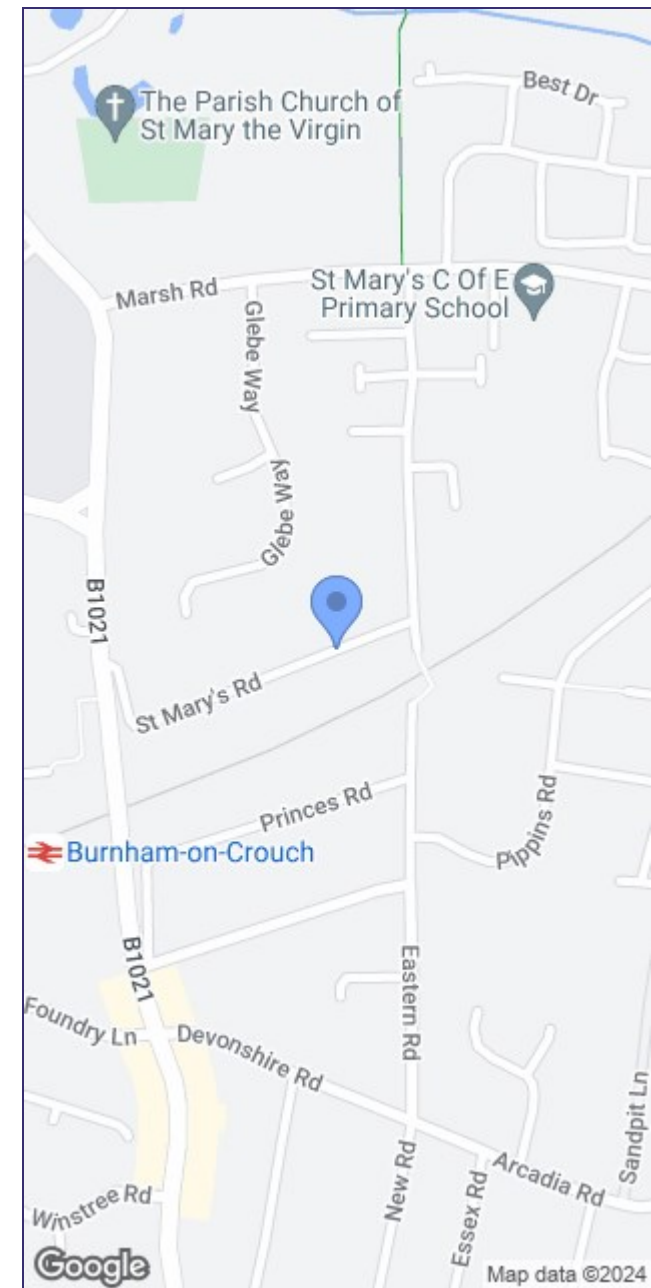 Best Dr
The Parish Church of
St Mary the Virgin
St Mary's C Of E
Primary School
Marsh Rd
Glebe Way
Glebe Way
B1021
St Mary's Rd
Princes Rd
Pippins Rd
Burnham-on-Crouch
B1021
Eastern Rd
Foundry Ln
Devonshire Rd
Sandpit Ln
New Rd
Essex Rd
Arcadia Rd
Winstree Rd
Google
Map data ©2024